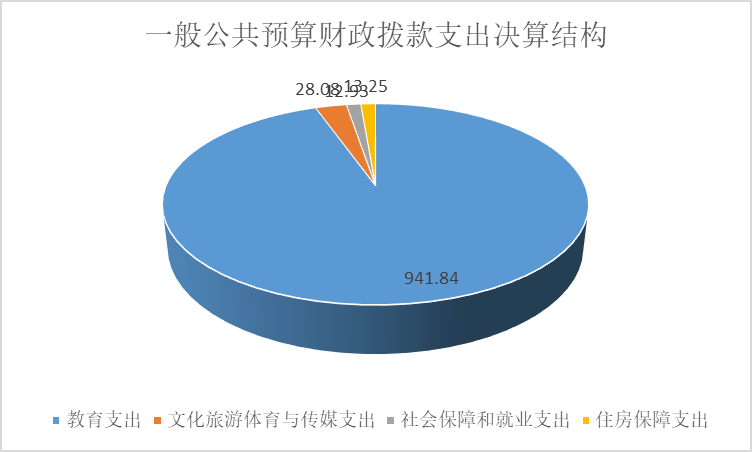 一般公共预算财政拨款支出决算结构
28.08 12.93 13.25
941.84
教育支出 文化旅游体育与传媒支出 社会保障和就业支出 住房保障支出